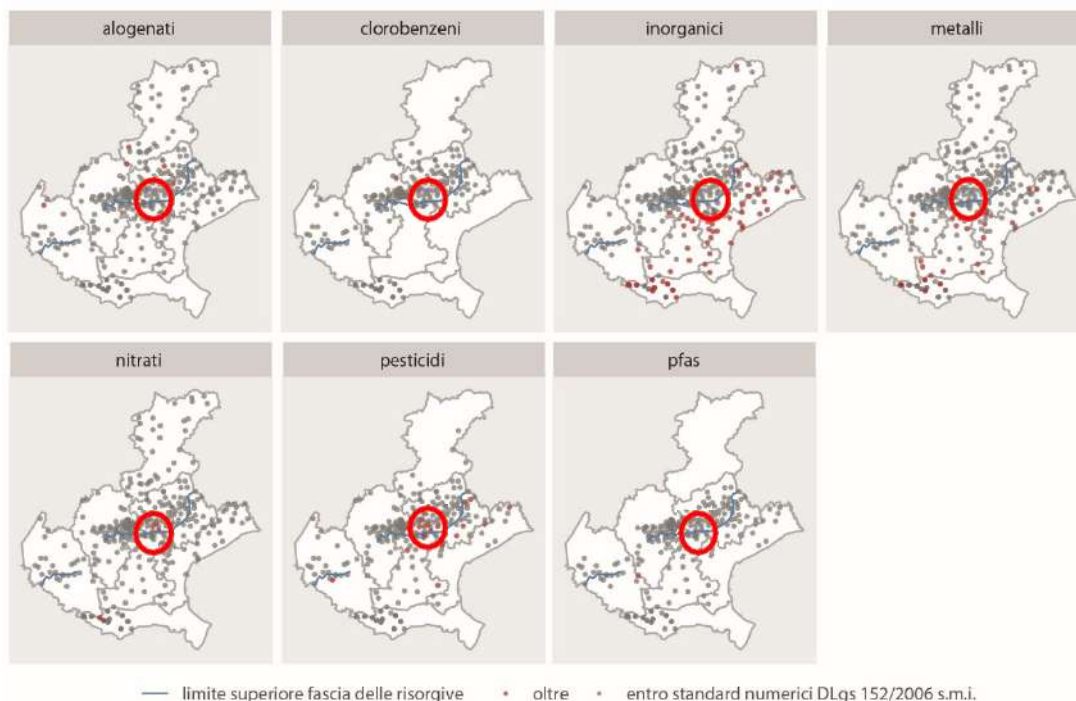 alogenati
clorobenzeni
inorganici
metalli
nitrati
pesticidi
pfas
limite superiore fascia delle risorgive
oltre
entro standard numerici DLgs 152/2006 s.m.i.